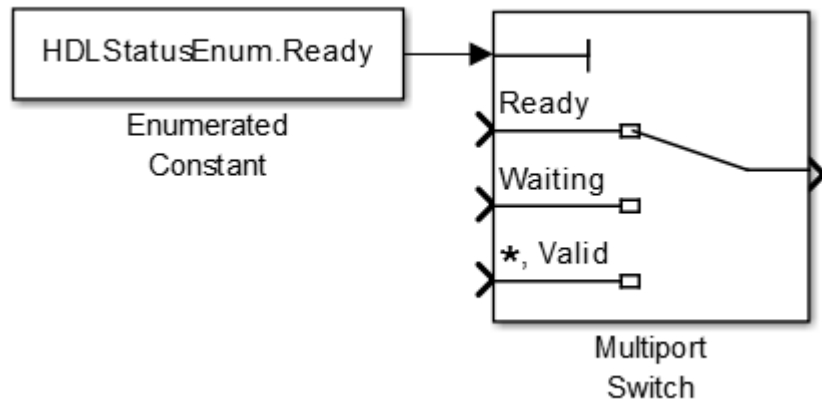 HDLStatusEnum.Ready
Enumerated
Constant
Ready
Waiting
*, Valid
Multiport
Switch